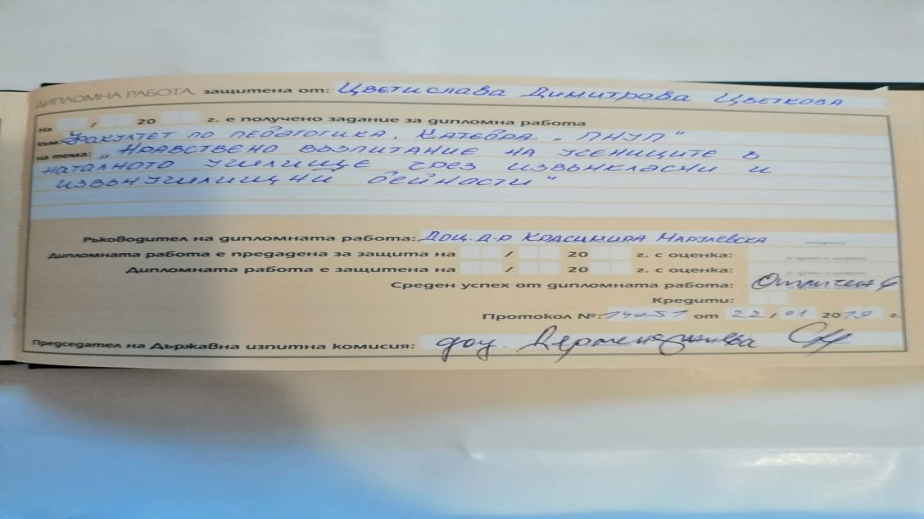 ДИПЛОМНА РАБОТА, защитена от: Цветислава Димитрова Цветкова
на / 20 г. е получено задание за дипломна работа
към: Факултет по педагогика. Катедра „ПНУП"
на тема: „Нравствено възпитание на учениците в
началното училище чрез извънкласни и
извънучилищни дейности"
Ръководител на дипломната работа: Доц. д-р Красимира Марулевска
Дипломната работа е предадена за защита на / 20 г. с оценка:
Дипломната работа е защитена на / 20 г. с оценка:
Среден успех от дипломната работа: Отличен 6
Кредити:
Протокол №: 14051 от 22/01 2019 г.
Председател на Държавна изпитна комисия: доц.